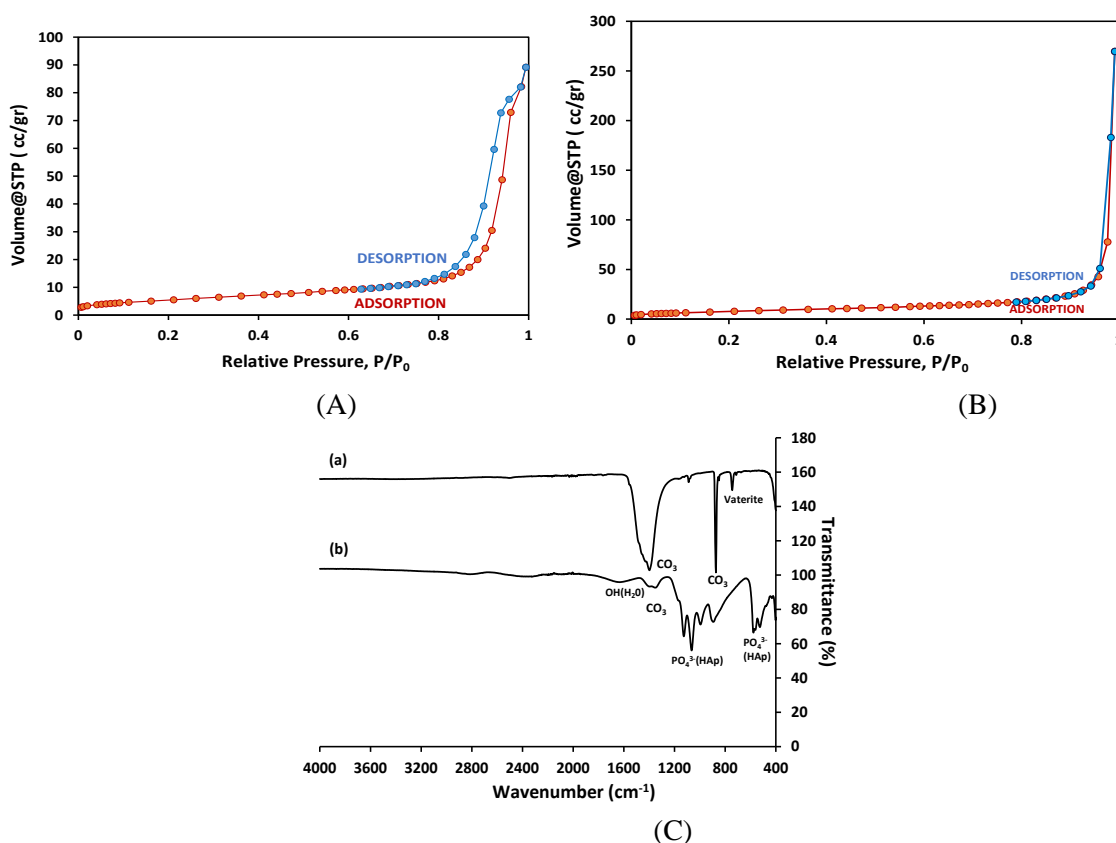 100
90
80
70
60
50
40
30
20
10
0
Volume@STP ( cc/gr)
DESORPTION
ADSORPTION
0 0.2 0.4 0.6 0.8 1
Relative Pressure, P/P₀
(A)
300
250
200
150
100
50
0
Volume@STP ( cc/gr)
DESORPTION
ADSORPTION
0 0.2 0.4 0.6 0.8
Relative Pressure, P/P₀
(B)
(a)
Vaterite
CO₃
CO₃
(b)
OH(H₂0)
CO₃
PO₄³⁻(HAp)
PO₄³⁻
(HAp)
180
160
140
120
100
80
60
40
20
0
Transmittance (%)
4000 3600 3200 2800 2400 2000 1600 1200 800 400
Wavenumber (cm⁻¹)
(C)